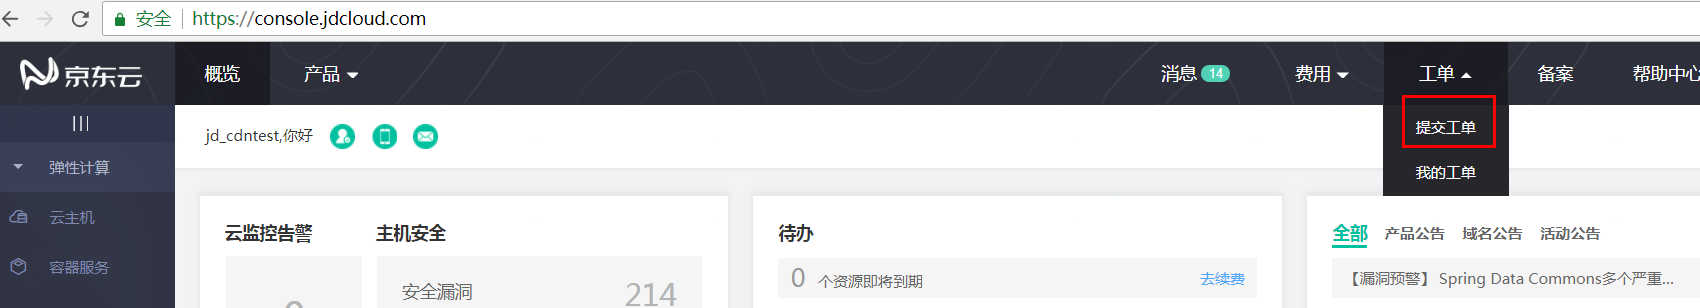 安全 https://console.jdcloud.com
京东云 概览 产品 消息 14 费用 工单 备案 帮助中心
提交工单
我的工单
jd_cdntest,你好
弹性计算
云主机
容器服务
云监控告警 主机安全
安全漏洞 214
待办
0 个资源即将到期 去续费
全部 产品公告 域名公告 活动公告
【漏洞预警】 Spring Data Commons多个严重...